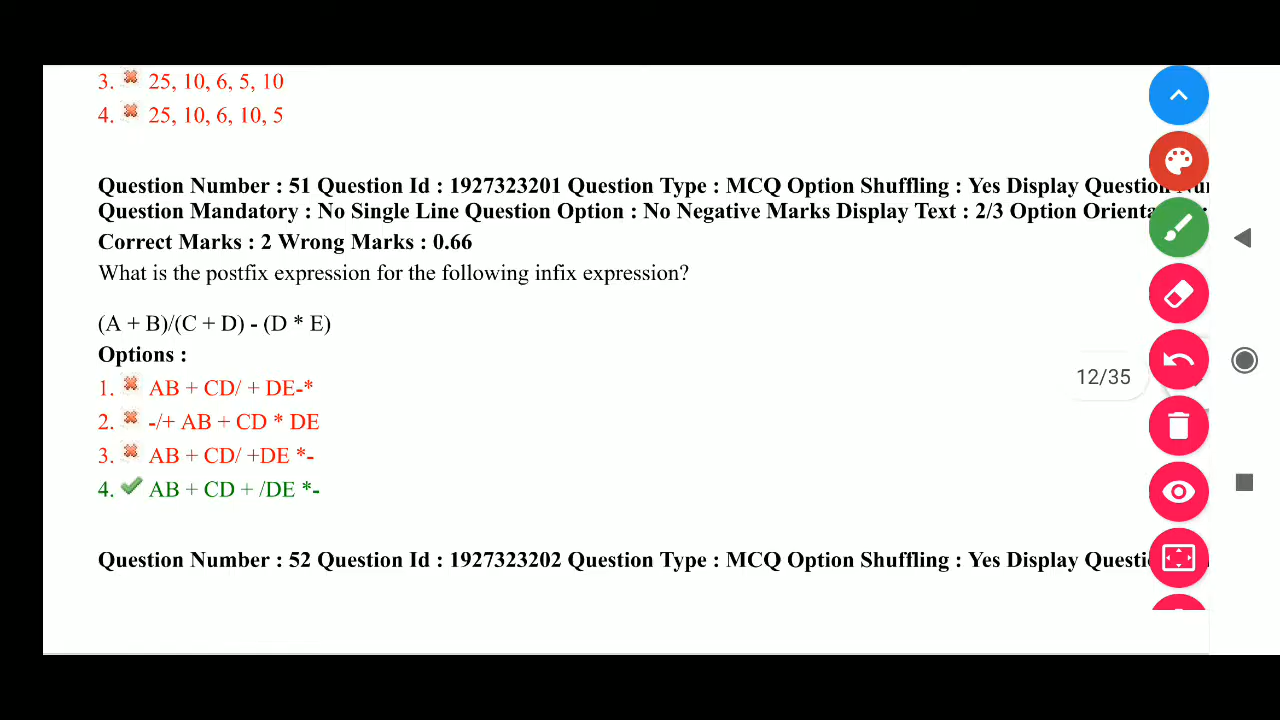 3. 25, 10, 6, 5, 10
4. 25, 10, 6, 10, 5
Question Number : 51 Question Id : 1927323201 Question Type : MCQ Option Shuffling : Yes Display Question
Question Mandatory : No Single Line Question Option : No Negative Marks Display Text : 2/3 Option
Correct Marks : 2 Wrong Marks : 0.66
What is the postfix expression for the following infix expression?
(A + B)/(C + D) - (D * E)
Options :
1. AB + CD/ + DE-*
12/35
2. -/+ AB + CD * DE
3. AB + CD/ +DE *-
4. AB + CD + /DE *-
Question Number : 52 Question Id : 1927323202 Question Type : MCQ Option Shuffling : Yes Display